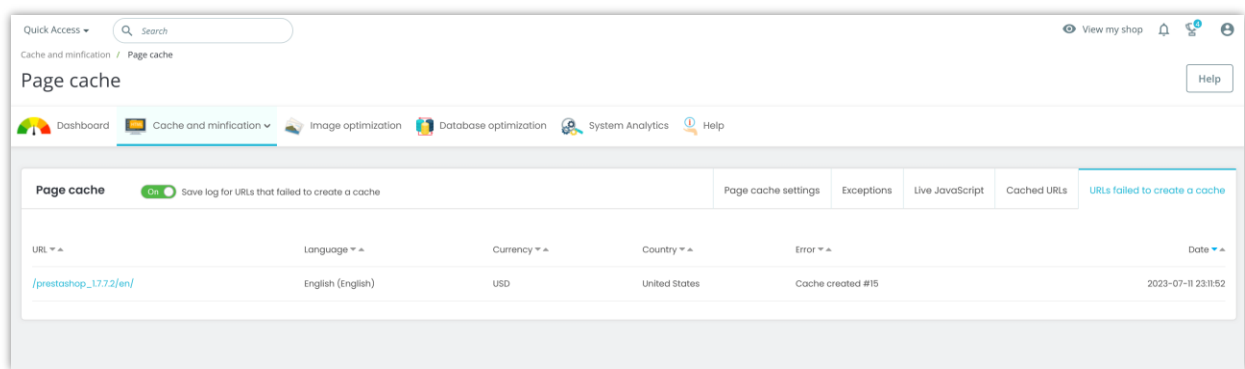 Quick Access
Search
View my shop
4
Cache and minfication / Page cache
Page cache
Help
Dashboard
Cache and minfication
Image optimization
Database optimization
System Analytics
Help
Page cache
On
Save log for URLs that failed to create a cache
Page cache settings
Exceptions
Live JavaScript
Cached URLs
URLs failed to create a cache
URL
Language
Currency
Country
Error
Date
/prestashop_1.7.7.2/en/
English (English)
USD
United States
Cache created #15
2023-07-11 23:11:52